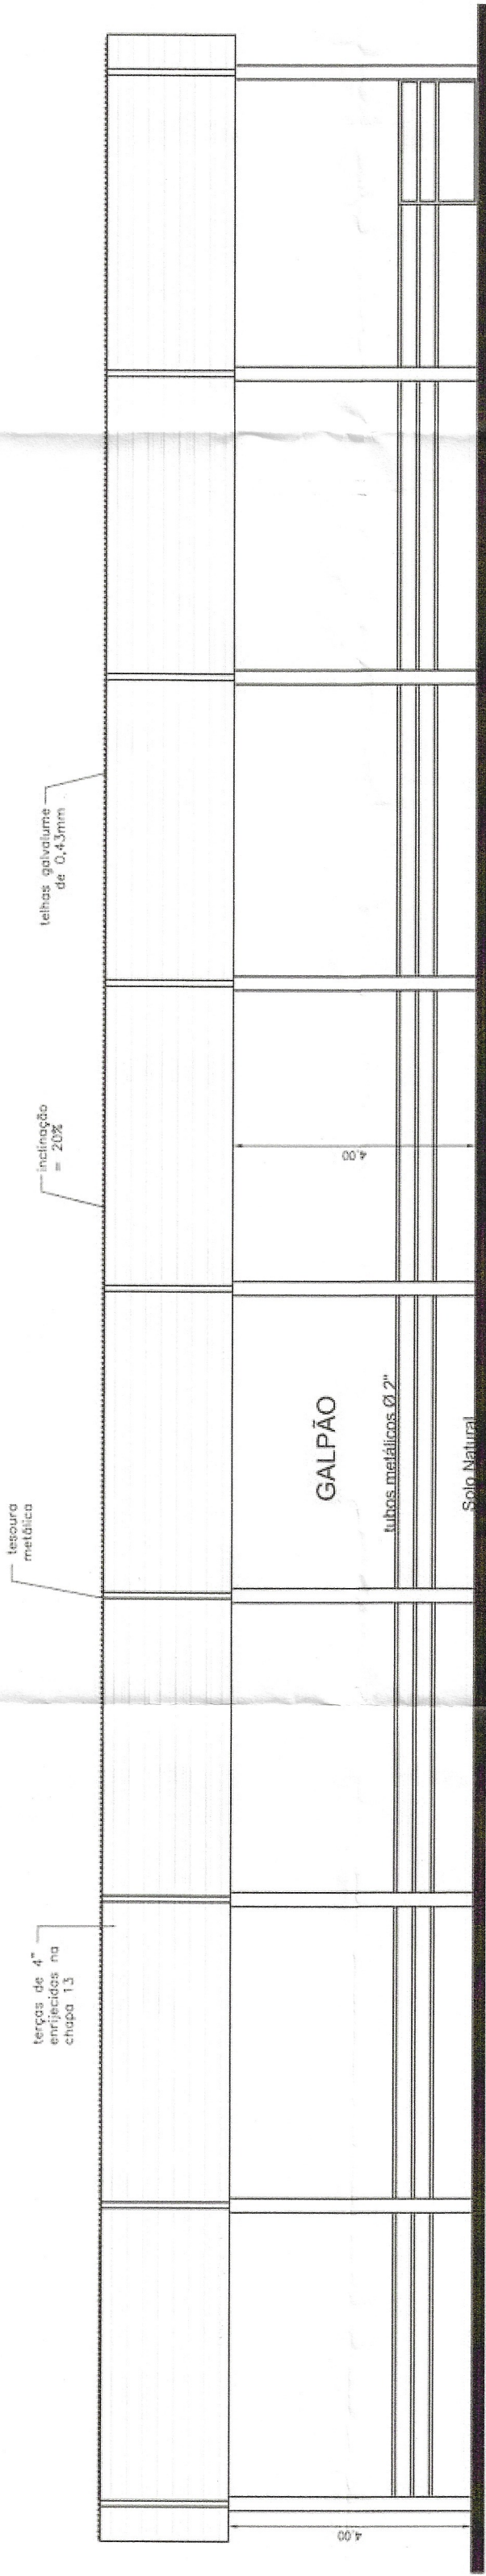 terças de 4"
enrijecidas na
chapa 13
tesoura
metálica
inclinação
= 20%
telhas galvalume
de 0,43mm
4.00
GALPÃO
tubos metálicos Ø 2"
Solo Natural
4.00